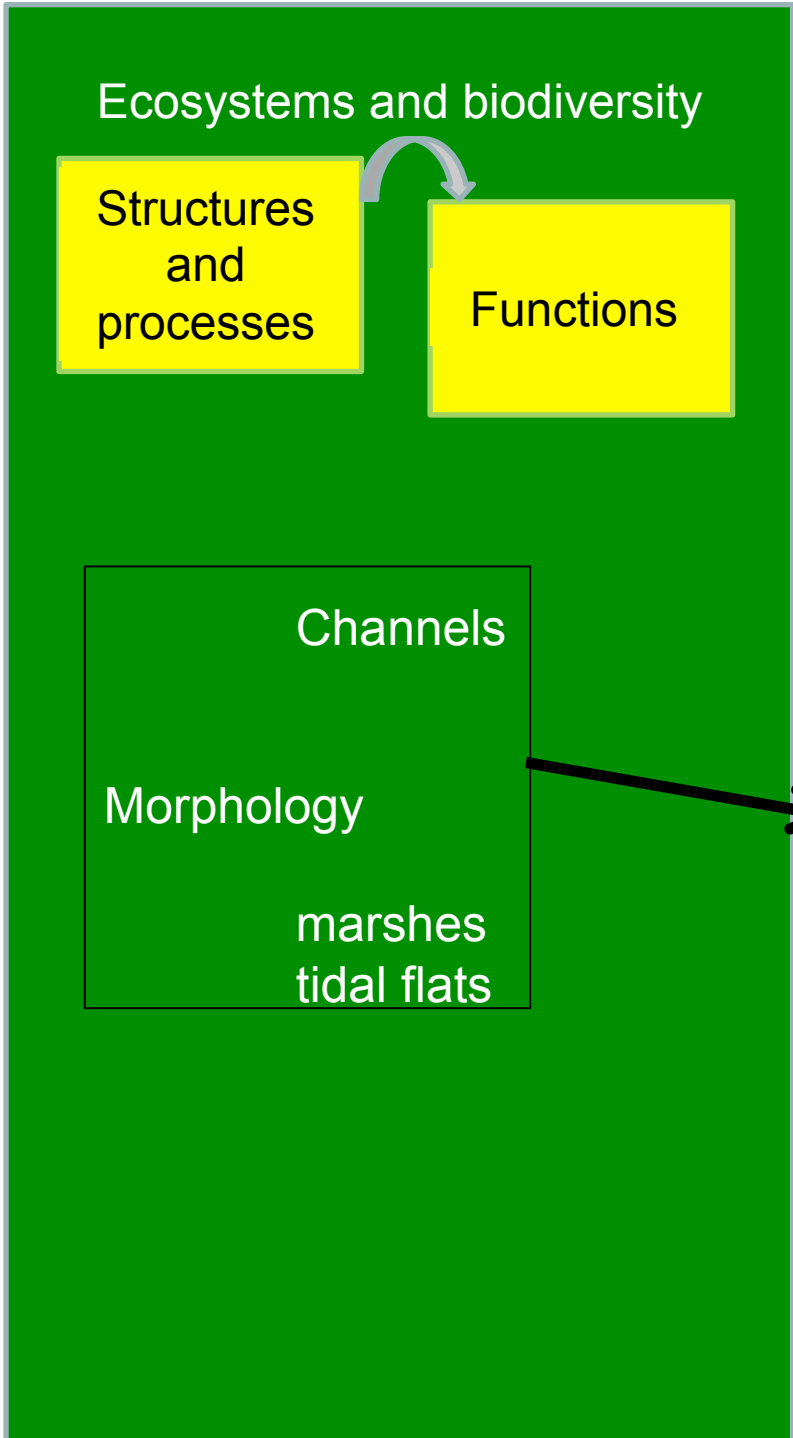 Ecosystems and biodiversity
Structures
and
processes
Functions
Channels
Morphology
marshes
tidal flats